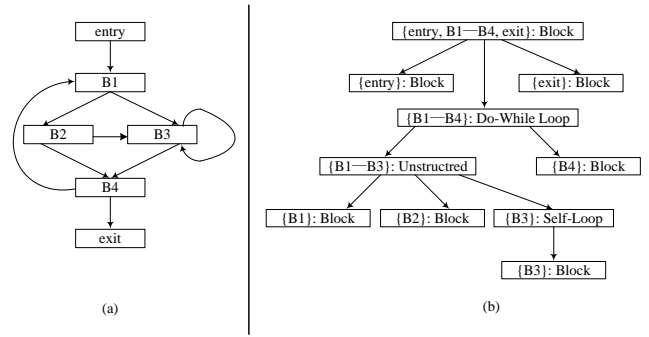 entry
B1
B2
B3
B4
exit
(a)
{entry, B1—B4, exit}: Block
{entry}: Block
{exit}: Block
{B1—B4}: Do-While Loop
{B1—B3}: Unstructred
{B4}: Block
{B1}: Block
{B2}: Block
{B3}: Self-Loop
{B3}: Block
(b)